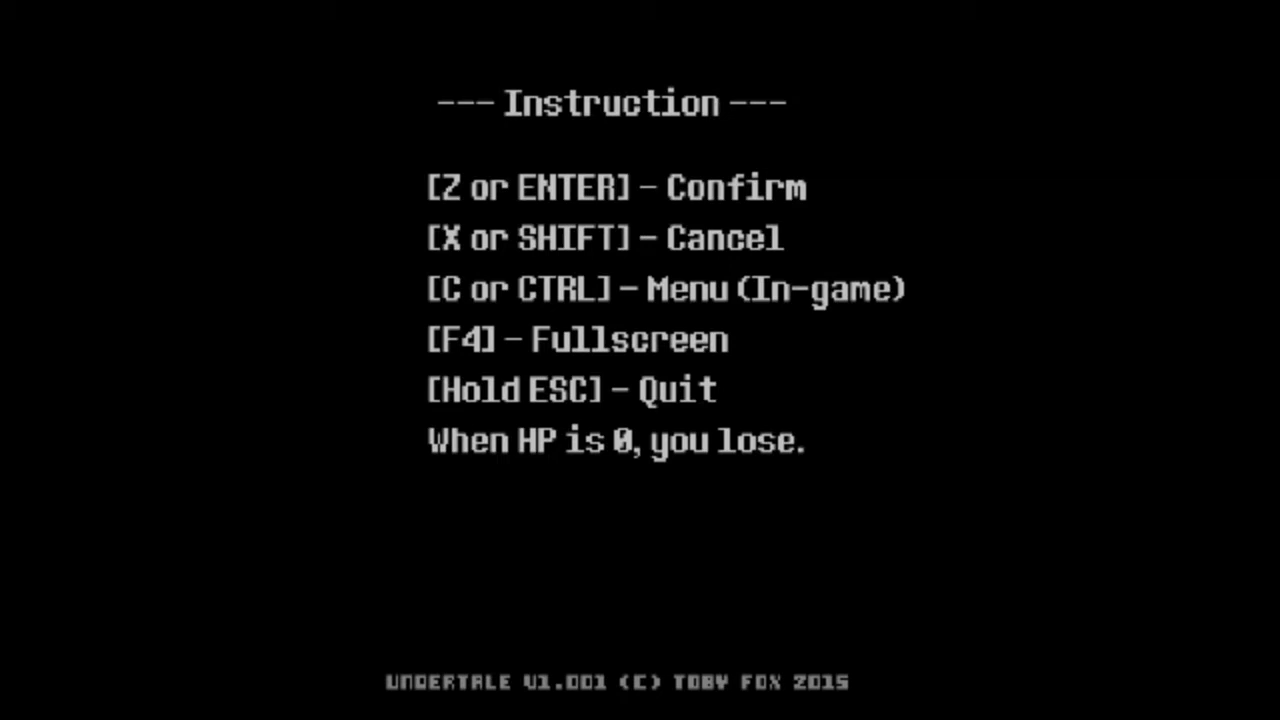 --- Instruction ---
[Z or ENTER] - Confirm
[X or SHIFT] - Cancel
[C or CTRL] - Menu (In-game)
[F4] - Fullscreen
[Hold ESC] - Quit
When HP is 0, you lose.
UNDERTALE V1.001 (C) TOBY FOX 2015